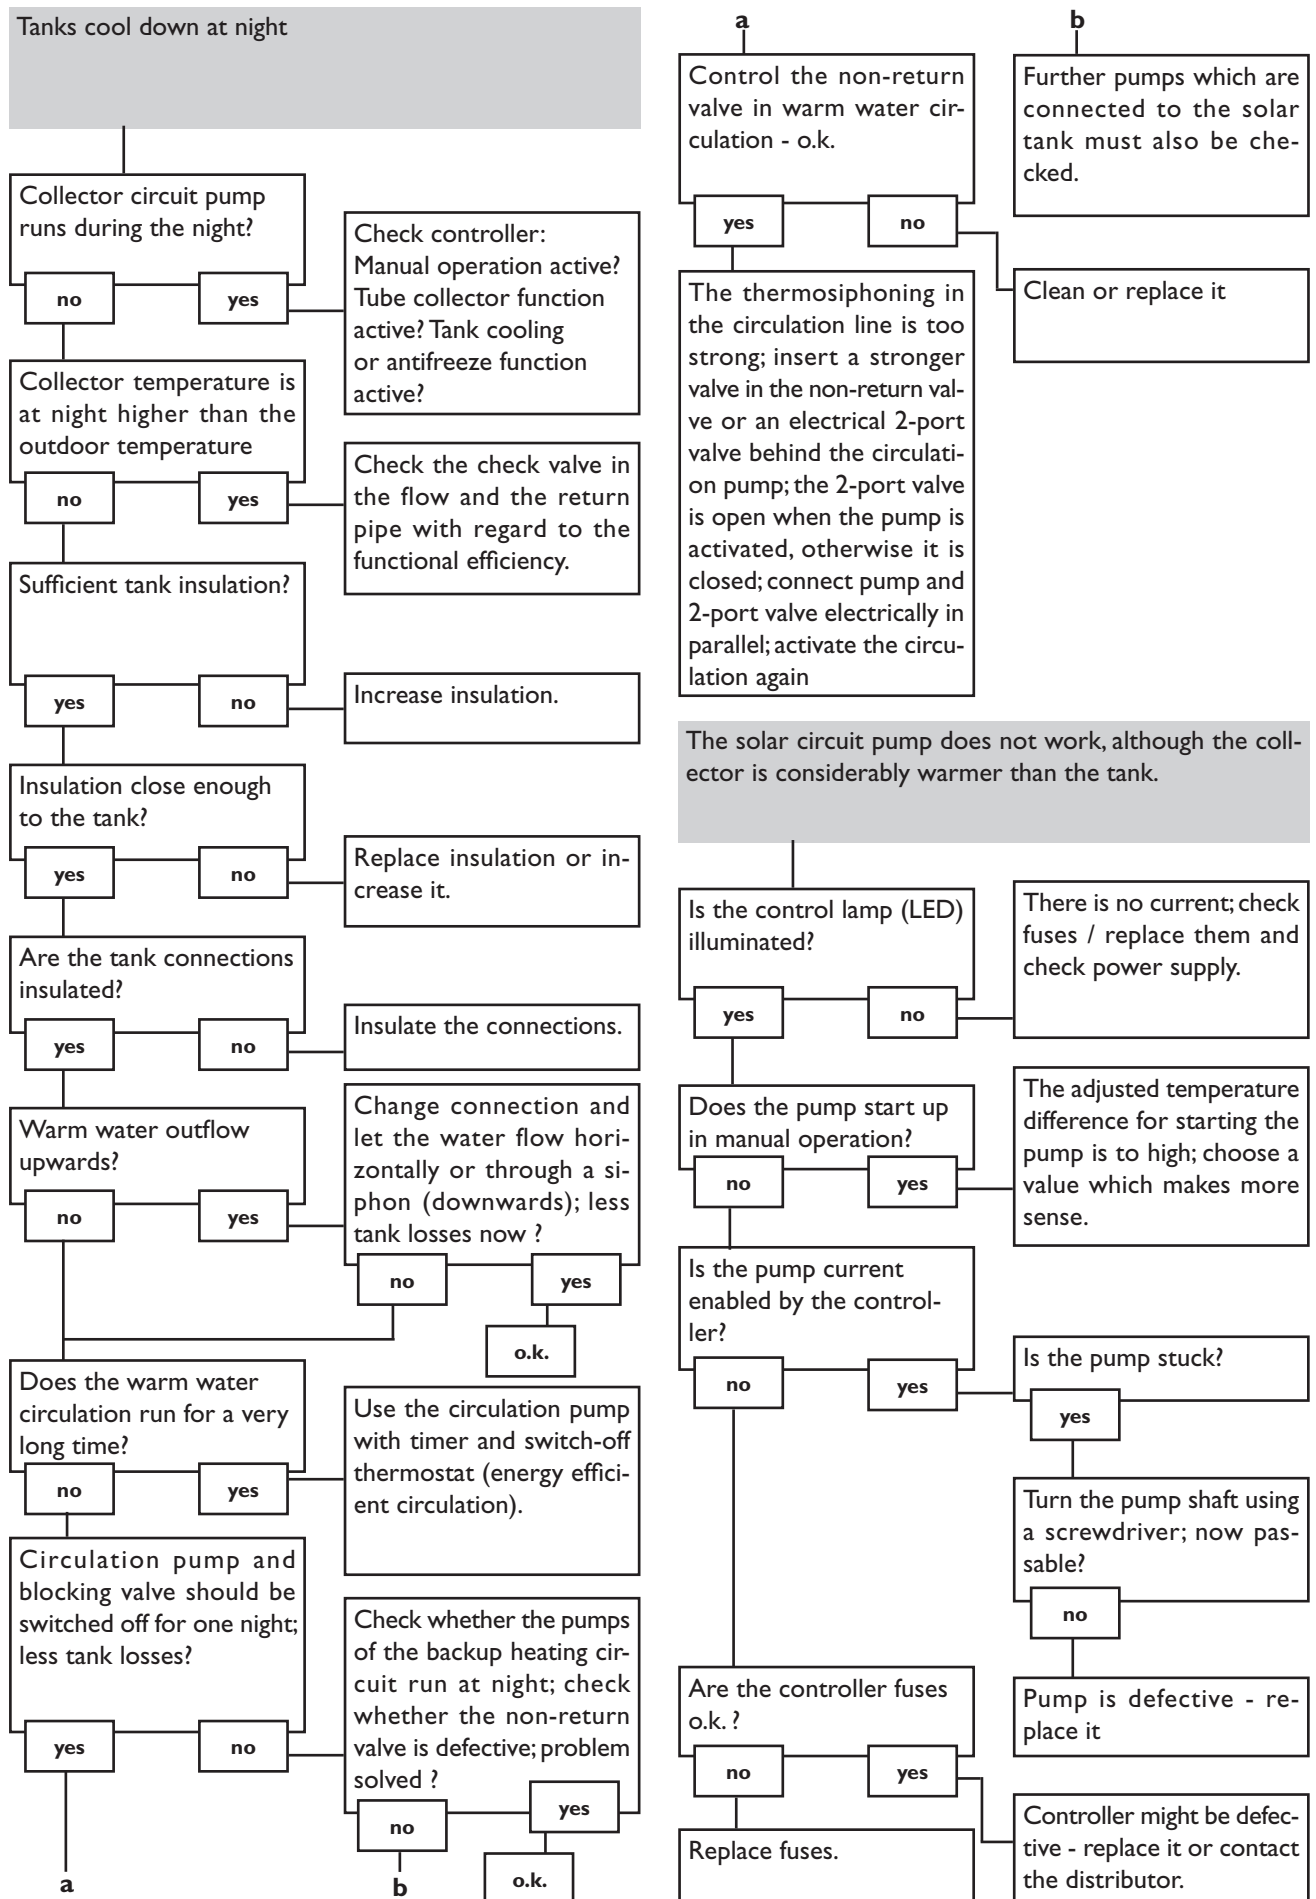 Tanks cool down at night
Collector circuit pump
runs during the night?
no
yes
Check controller:
Manual operation active?
Tube collector function
active? Tank cooling
or antifreeze function
active?
Collector temperature is
at night higher than the
outdoor temperature
no
yes
Check the check valve in
the flow and the return
pipe with regard to the
functional efficiency.
Sufficient tank insulation?
yes
no
Increase insulation.
Insulation close enough
to the tank?
yes
no
Replace insulation or in-
crease it.
Are the tank connections
insulated?
yes
no
Insulate the connections.
Warm water outflow
upwards?
no
yes
Change connection and
let the water flow hori-
zontally or through a si-
phon (downwards); less
tank losses now ?
no
yes
o.k.
Does the warm water
circulation run for a very
long time?
no
yes
Use the circulation pump
with timer and switch-off
thermostat (energy effici-
ent circulation).
Circulation pump and
blocking valve should be
switched off for one night;
less tank losses?
yes
no
Check whether the pumps
of the backup heating cir-
cuit run at night; check
whether the non-return
valve is defective; problem
solved ?
no
yes
a
b
o.k.
a
Control the non-return
valve in warm water cir-
culation - o.k.
yes
no
b
Further pumps which are
connected to the solar
tank must also be che-
cked.
Clean or replace it
The thermosiphoning in
the circulation line is too
strong; insert a stronger
valve in the non-return val-
ve or an electrical 2-port
valve behind the circulati-
on pump; the 2-port valve
is open when the pump is
activated, otherwise it is
closed; connect pump and
2-port valve electrically in
parallel; activate the circu-
lation again
The solar circuit pump does not work, although the coll-
ector is considerably warmer than the tank.
Is the control lamp (LED)
illuminated?
yes
no
There is no current; check
fuses / replace them and
check power supply.
Does the pump start up
in manual operation?
no
yes
The adjusted temperature
difference for starting the
pump is to high; choose a
value which makes more
sense.
Is the pump current
enabled by the control-
ler?
no
yes
Is the pump stuck?
yes
Turn the pump shaft using
a screwdriver; now pas-
sable?
no
Pump is defective - re-
place it
Are the controller fuses
o.k. ?
no
yes
Replace fuses.
Controller might be defec-
tive - replace it or contact
the distributor.